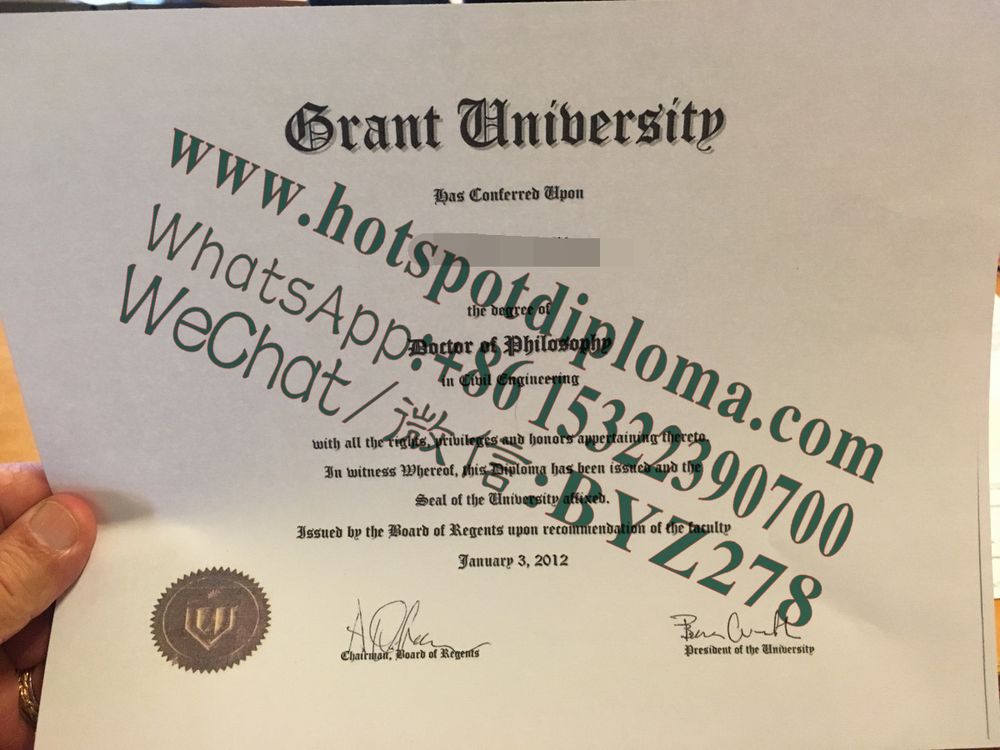 Grant University
Has Conferred Upon
the degree of
Doctor of Philosophy
in Civil Engineering
with all the rights, privileges and honors appertaining thereto.
In witness Whereof, this Diploma has been issued and the
Seal of the University affixed.
Issued by the Board of Regents upon recommendation of the faculty
January 3, 2012
Chairman, Board of Regents
President of the University
www.hotspotdiploma.com
WhatsApp:+86 15322390700
WeChat/微信:BYZ278